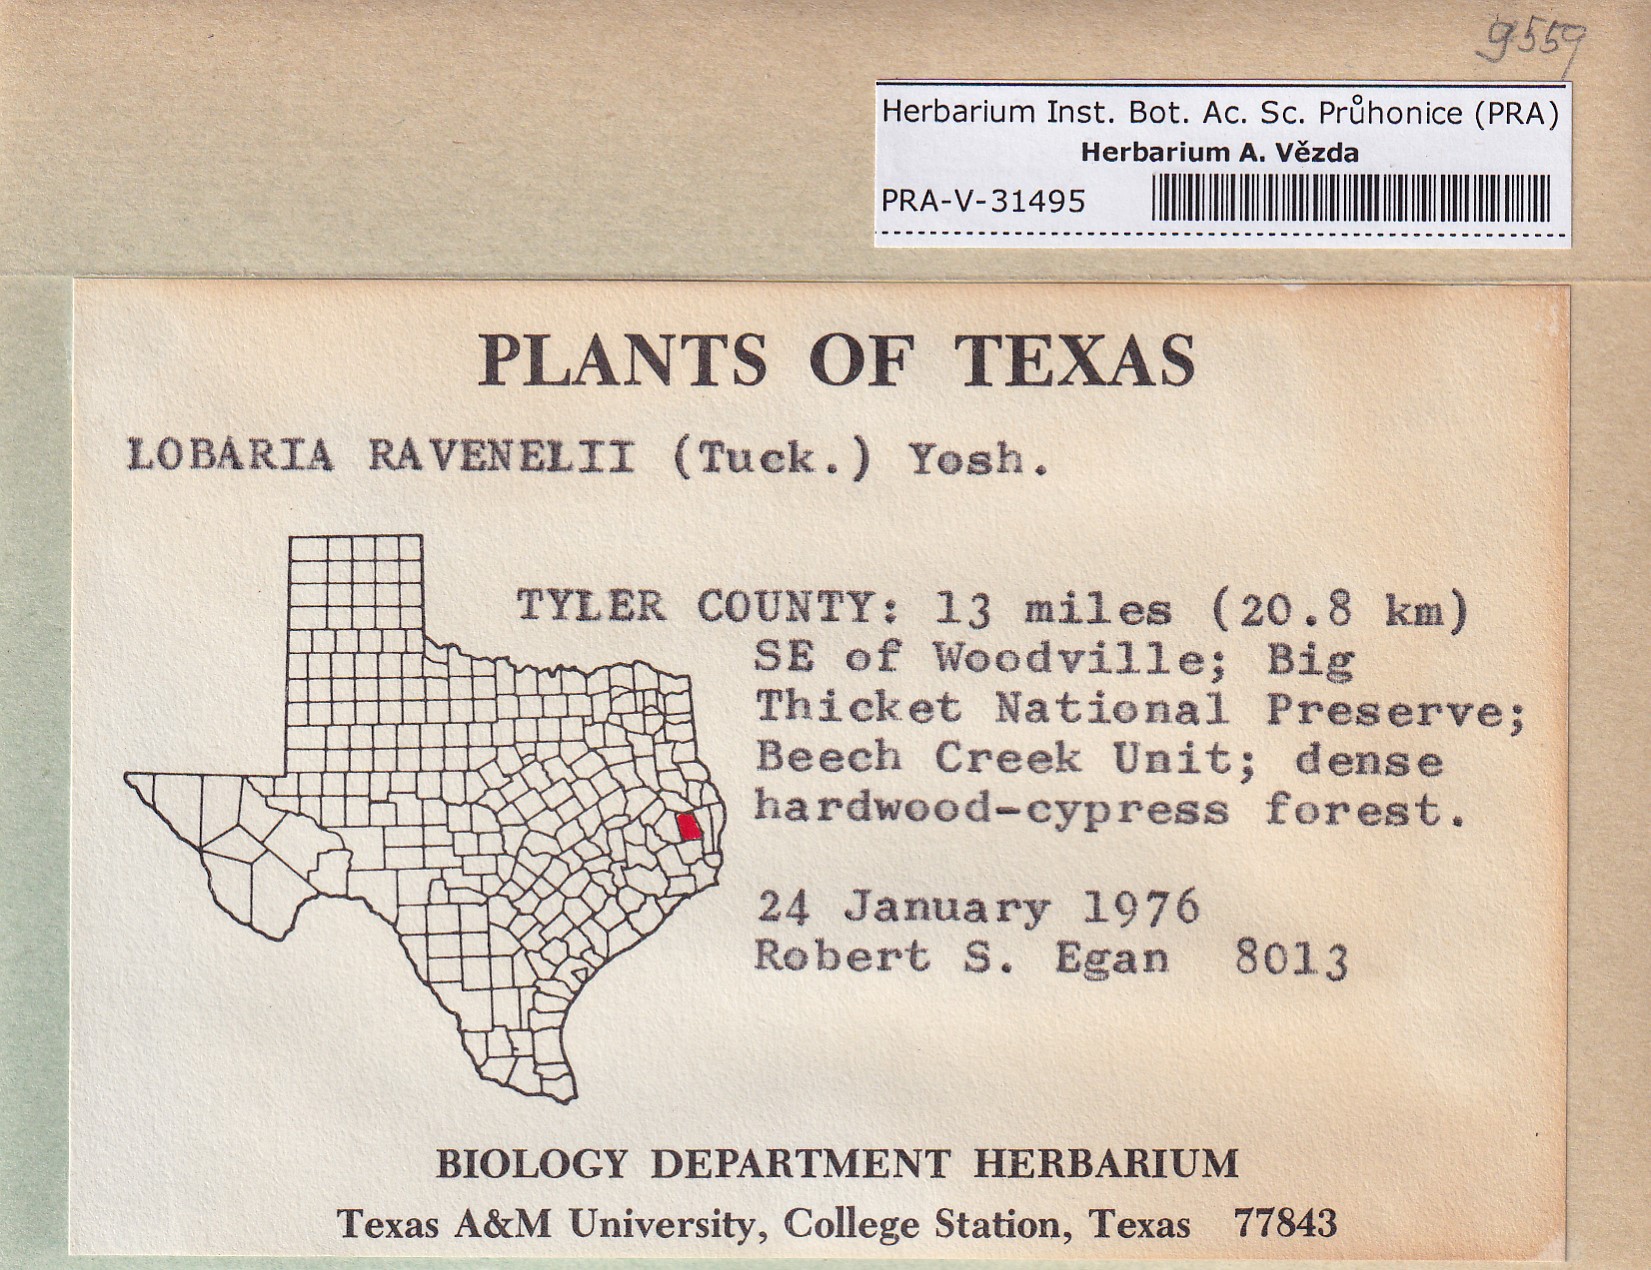 9559
Herbarium Inst. Bot. Ac. Sc. Průhonice (PRA)
Herbarium A. Vězda
PRA-V-31495
PLANTS OF TEXAS
LOBARIA RAVENELII (Tuck.) Yosh.
TYLER COUNTY: 13 miles (20.8 km)
SE of Woodville; Big
Thicket National Preserve;
Beech Creek Unit; dense
hardwood-cypress forest.
24 January 1976
Robert S. Egan 8013
BIOLOGY DEPARTMENT HERBARIUM
Texas A&M University, College Station, Texas 77843